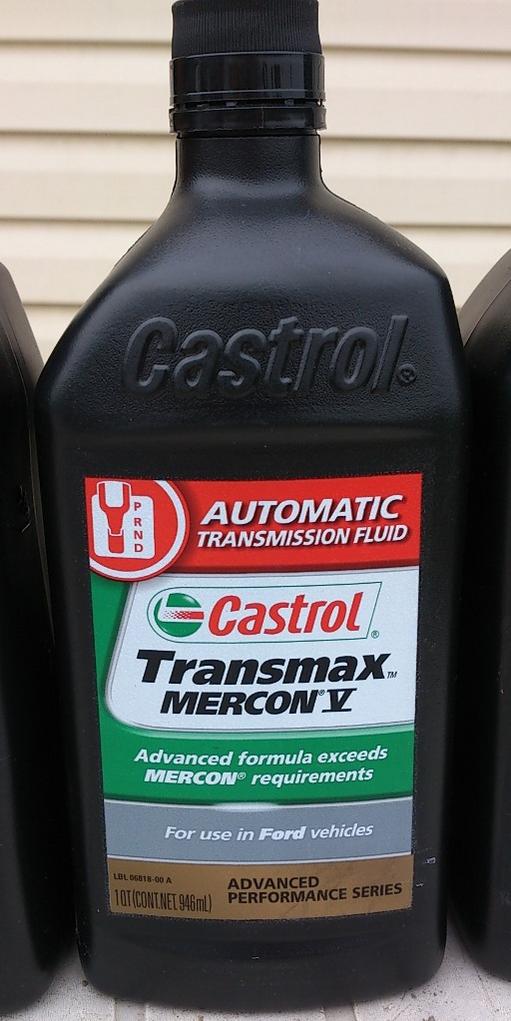 Castrol®
P
R
N
D
AUTOMATIC
TRANSMISSION FLUID
Castrol®
Transmax™
MERCON® V
Advanced formula exceeds
MERCON® requirements
For use in Ford vehicles
LBL 06818-00 A
1 QT (CONT.NET. 946mL)
ADVANCED
PERFORMANCE SERIES